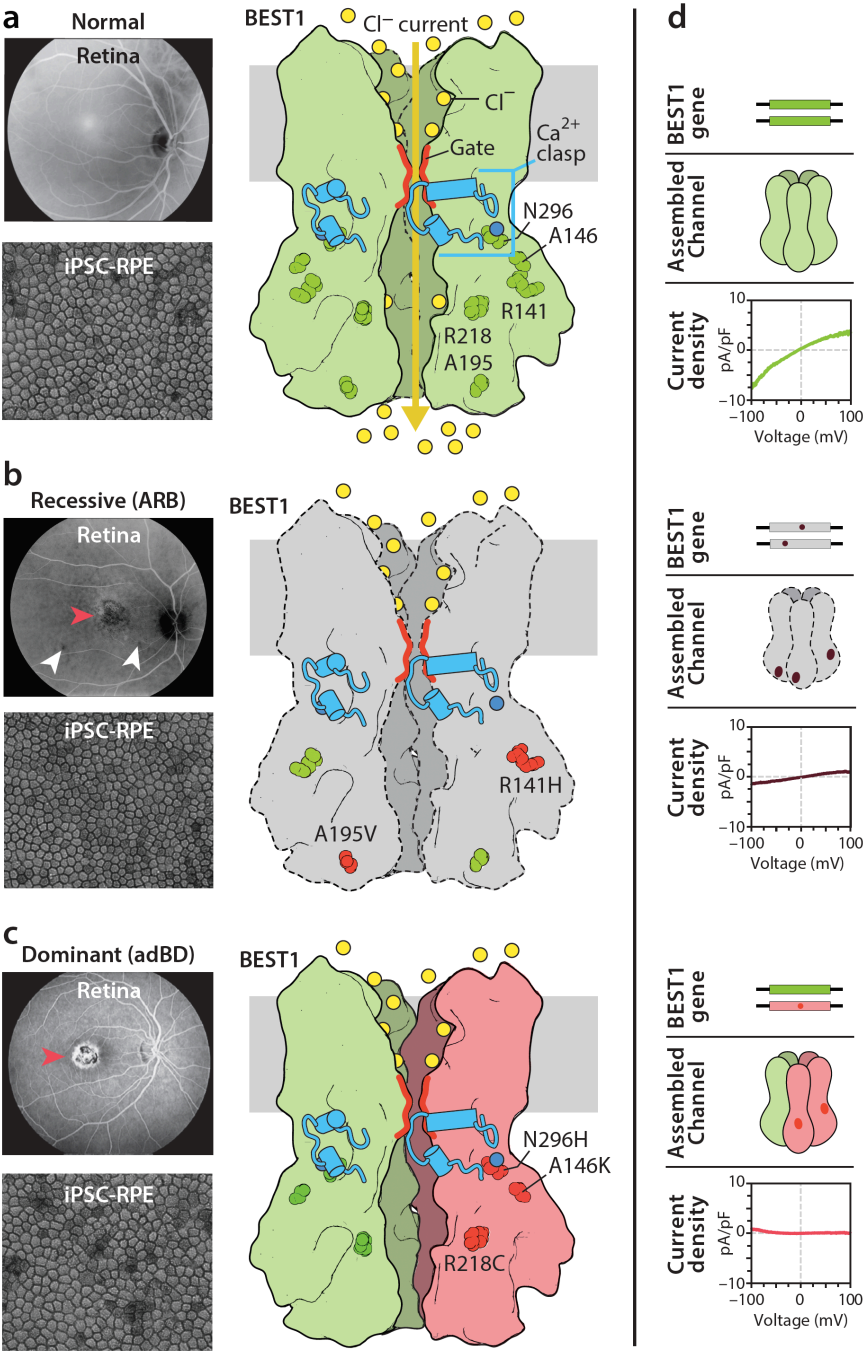 a
Normal
Retina
iPSC-RPE
BEST1
Cl⁻ current
Cl⁻
Gate
Ca²⁺
clasp
N296
A146
R141
R218
A195
b
Recessive (ARB)
Retina
iPSC-RPE
BEST1
R141H
A195V
c
Dominant (adBD)
Retina
iPSC-RPE
BEST1
N296H
A146K
R218C
d
BEST1
gene
Assembled
Channel
Current
density
pA/pF
10
0
−10
−100
0
100
Voltage (mV)
BEST1
gene
Assembled
Channel
Current
density
pA/pF
10
0
−10
−100
0
100
Voltage (mV)
BEST1
gene
Assembled
Channel
Current
density
pA/pF
10
0
−10
−100
0
100
Voltage (mV)